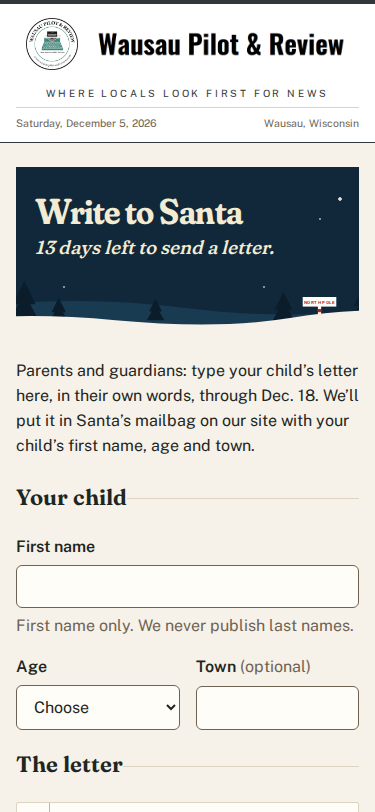 WAUSAU PILOT & REVIEW
Wausau Pilot & Review
WHERE LOCALS LOOK FIRST FOR NEWS
Saturday, December 5, 2026
Wausau, Wisconsin
Write to Santa
13 days left to send a letter.
NORTH POLE
Parents and guardians: type your child’s letter
here, in their own words, through Dec. 18. We’ll
put it in Santa’s mailbag on our site with your
child’s first name, age and town.
Your child
First name
First name only. We never publish last names.
Age
Town (optional)
Choose
The letter